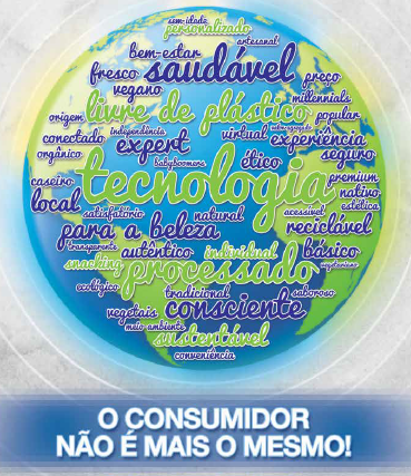 sem-idade
personalizado
artesanal
bem-estar
saudável
fresco
preço
vegano
millennials
livre de plástico
origem
popular
independência
virtual
conectado
expert
experiência
orgânico
babyboomers
ético
seguro
tecnologia
caseiro
premium
nativo
local
estética
satisfatório
natural
acessível
para a beleza
reciclável
transparente
autêntico
individual
básico
snacking
processado
vegetariano
ecológico
tradicional
saboroso
vegetais
consciente
meio ambiente
sustentável
conveniência
O CONSUMIDOR
NÃO É MAIS O MESMO!